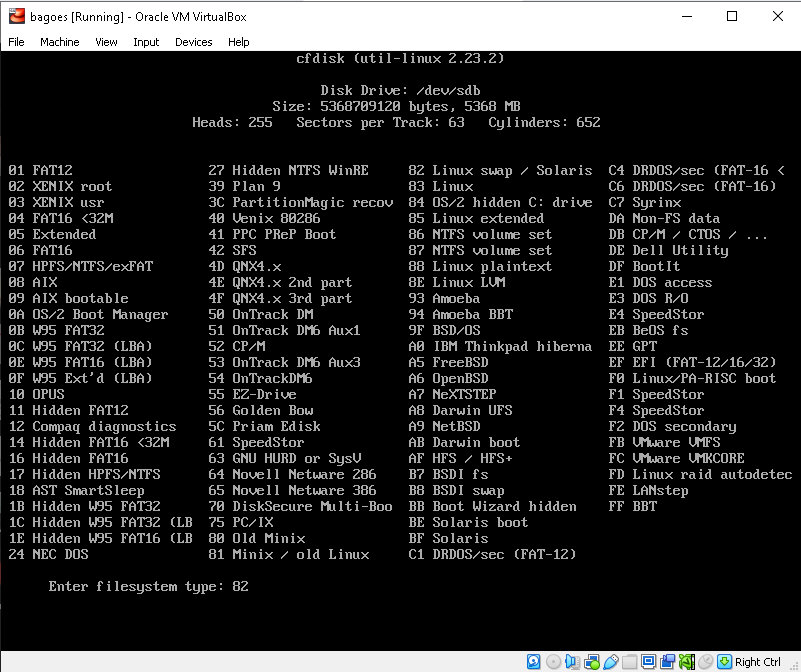 bagoes [Running] - Oracle VM VirtualBox
File Machine View Input Devices Help
cfdisk (util-linux 2.23.2)
Disk Drive: /dev/sdb
Size: 5368709120 bytes, 5368 MB
Heads: 255 Sectors per Track: 63 Cylinders: 652
01 FAT12 27 Hidden NTFS WinRE 82 Linux swap / Solaris C4 DRDOS/sec (FAT-16 <
02 XENIX root 39 Plan 9 83 Linux C6 DRDOS/sec (FAT-16)
03 XENIX usr 3C PartitionMagic recov 84 OS/2 hidden C: drive C7 Syrinx
04 FAT16 <32M 40 Venix 80286 85 Linux extended DA Non-FS data
05 Extended 41 PPC PReP Boot 86 NTFS volume set DB CP/M / CTOS / ...
06 FAT16 42 SFS 87 NTFS volume set DE Dell Utility
07 HPFS/NTFS/exFAT 4D QNX4.x 88 Linux plaintext DF BootIt
08 AIX 4E QNX4.x 2nd part 8E Linux LVM E1 DOS access
09 AIX bootable 4F QNX4.x 3rd part 93 Amoeba E3 DOS R/O
0A OS/2 Boot Manager 50 OnTrack DM 94 Amoeba BBT E4 SpeedStor
0B W95 FAT32 51 OnTrack DM6 Aux1 9F BSD/OS EB BeOS fs
0C W95 FAT32 (LBA) 52 CP/M A0 IBM Thinkpad hiberna EE GPT
0E W95 FAT16 (LBA) 53 OnTrack DM6 Aux3 A5 FreeBSD EF EFI (FAT-12/16/32)
0F W95 Ext'd (LBA) 54 OnTrackDM6 A6 OpenBSD F0 Linux/PA-RISC boot
10 OPUS 55 EZ-Drive A7 NeXTSTEP F1 SpeedStor
11 Hidden FAT12 56 Golden Bow A8 Darwin UFS F4 SpeedStor
12 Compaq diagnostics 5C Priam Edisk A9 NetBSD F2 DOS secondary
14 Hidden FAT16 <32M 61 SpeedStor AB Darwin boot FB VMware VMFS
16 Hidden FAT16 63 GNU HURD or SysV AF HFS / HFS+ FC VMware VMKCORE
17 Hidden HPFS/NTFS 64 Novell Netware 286 B7 BSDI fs FD Linux raid autodetec
18 AST SmartSleep 65 Novell Netware 386 B8 BSDI swap FE LANstep
1B Hidden W95 FAT32 70 DiskSecure Multi-Boo BB Boot Wizard hidden FF BBT
1C Hidden W95 FAT32 (LB 75 PC/IX BE Solaris boot
1E Hidden W95 FAT16 (LB 80 Old Minix BF Solaris
24 NEC DOS 81 Minix / old Linux C1 DRDOS/sec (FAT-12)
Enter filesystem type: 82
Right Ctrl